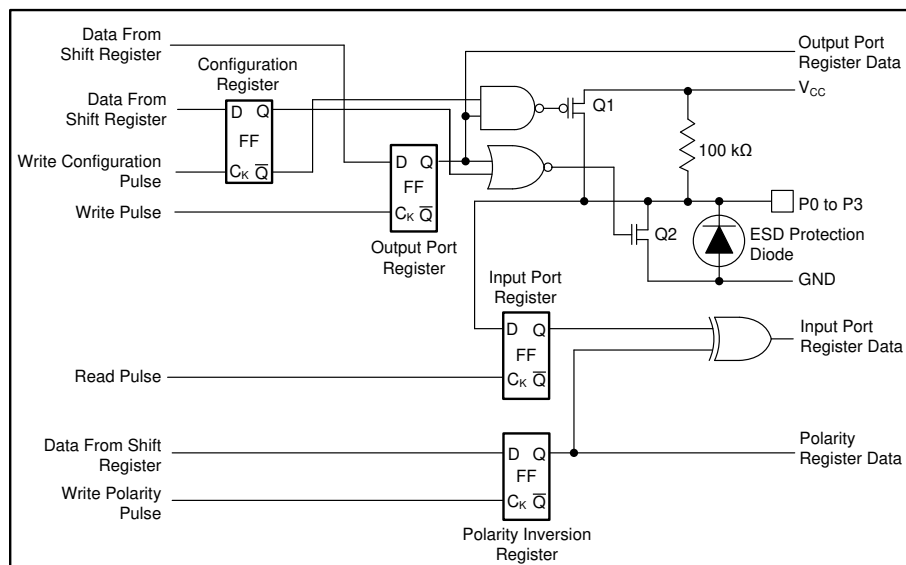 Data From
Shift Register
Configuration
Register
Data From
Shift Register
D Q
FF
CK Q̅
Write Configuration
Pulse
Write Pulse
D Q
FF
CK Q̅
Output Port
Register
Output Port
Register Data
VCC
Q1
100 kΩ
P0 to P3
Q2
ESD Protection
Diode
GND
Input Port
Register
D Q
FF
CK Q̅
Read Pulse
Input Port
Register Data
Data From Shift
Register
D Q
FF
CK Q̅
Write Polarity
Pulse
Polarity Inversion
Register
Polarity
Register Data